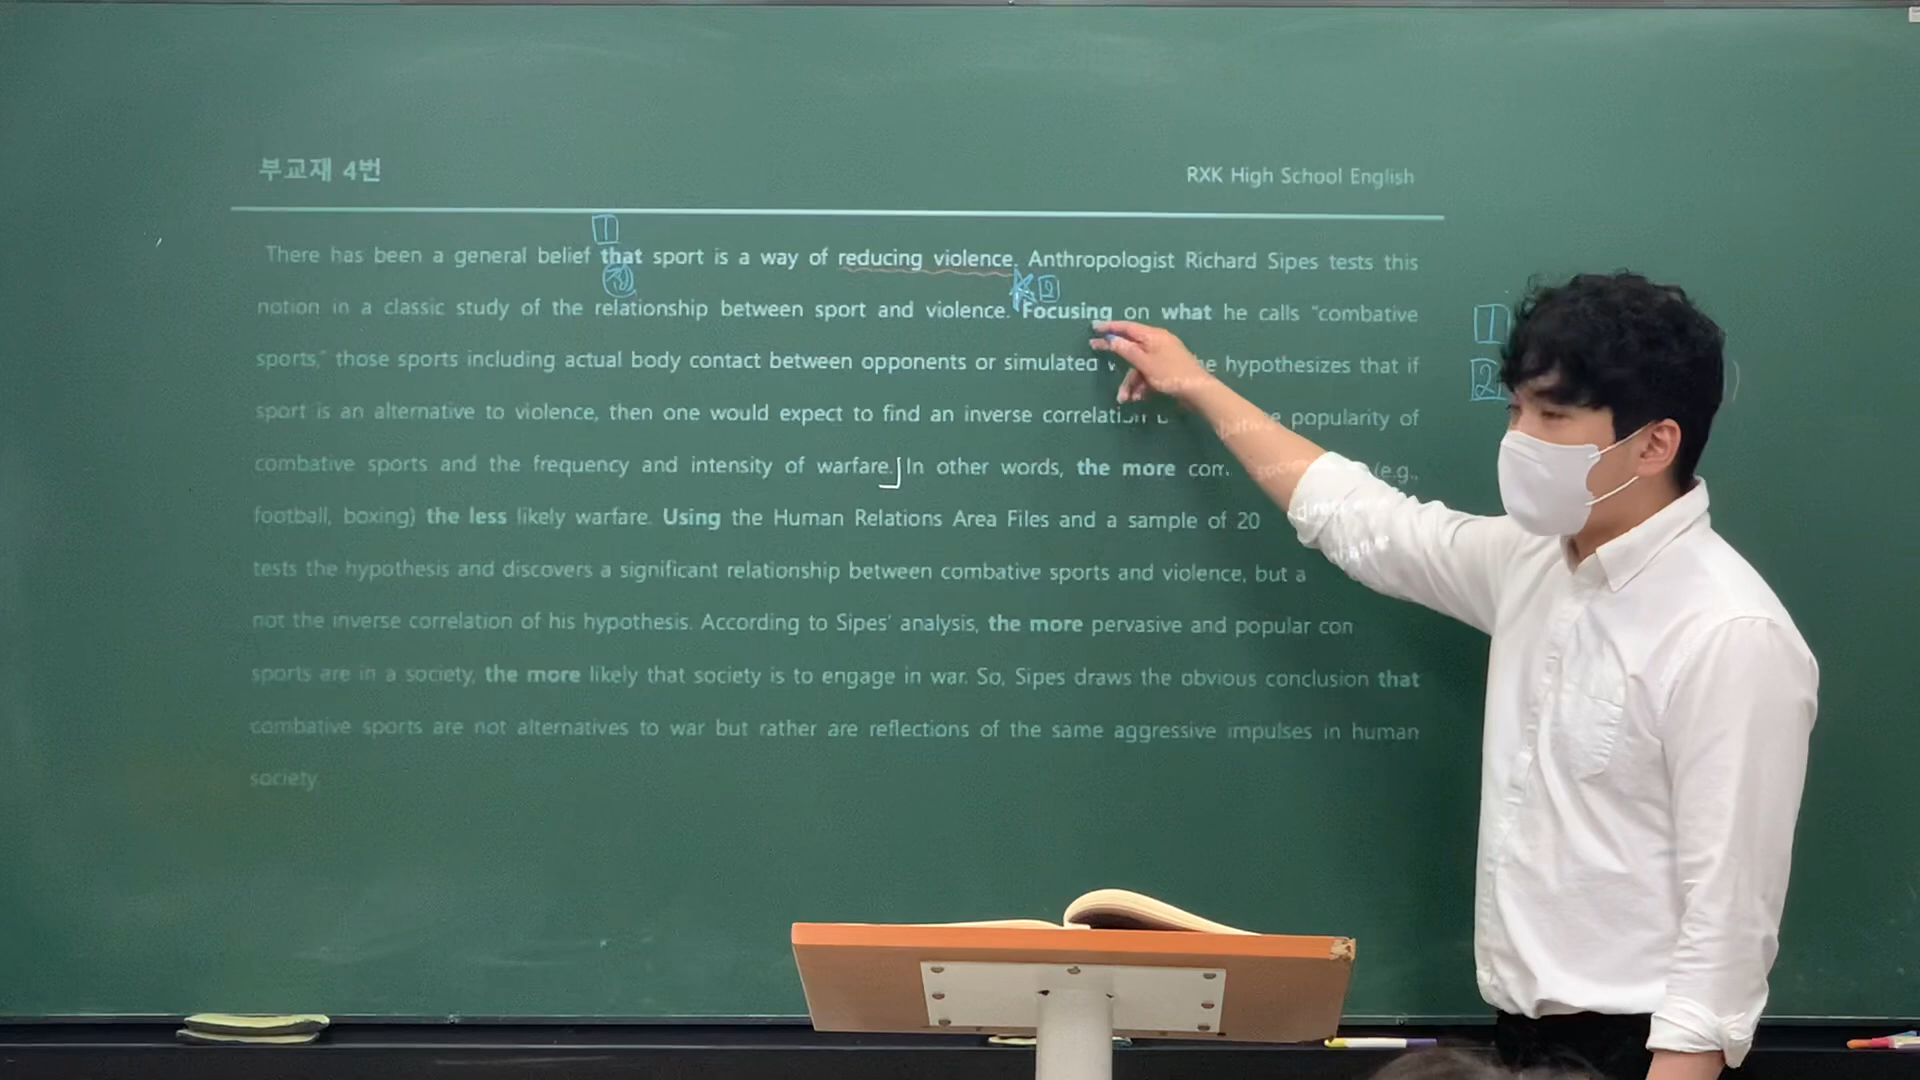 부교재 4번
RXK High School English
1
There has been a general belief that sport is a way of reducing violence. Anthropologist Richard Sipes tests this
2
notion in a classic study of the relationship between sport and violence. Focusing on what he calls "combative
1
sports," those sports including actual body contact between opponents or simulated he hypothesizes that if
2
sport is an alternative to violence, then one would expect to find an inverse correlation popularity of
combative sports and the frequency and intensity of warfare. In other words, the more (e.g.,
football, boxing) the less likely warfare. Using the Human Relations Area Files and a sample of 20
tests the hypothesis and discovers a significant relationship between combative sports and violence, but a
not the inverse correlation of his hypothesis. According to Sipes' analysis, the more pervasive and popular
sports are in a society, the more likely that society is to engage in war. So, Sipes draws the obvious conclusion that
combative sports are not alternatives to war but rather are reflections of the same aggressive impulses in human
society.